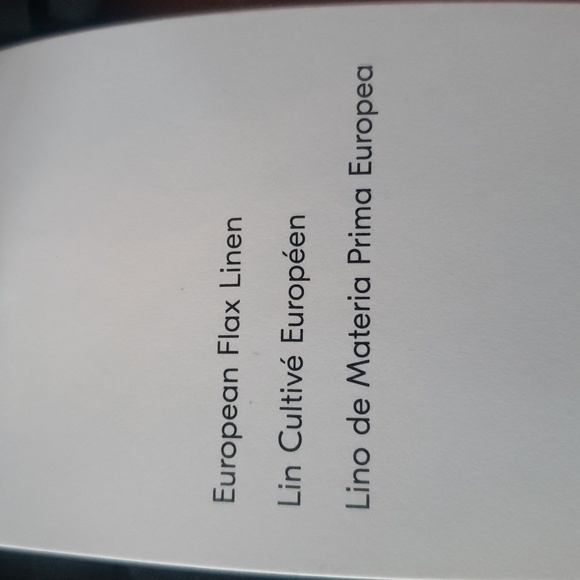 European Flax Linen
Lin Cultivé Européen
Lino de Materia Prima Europea